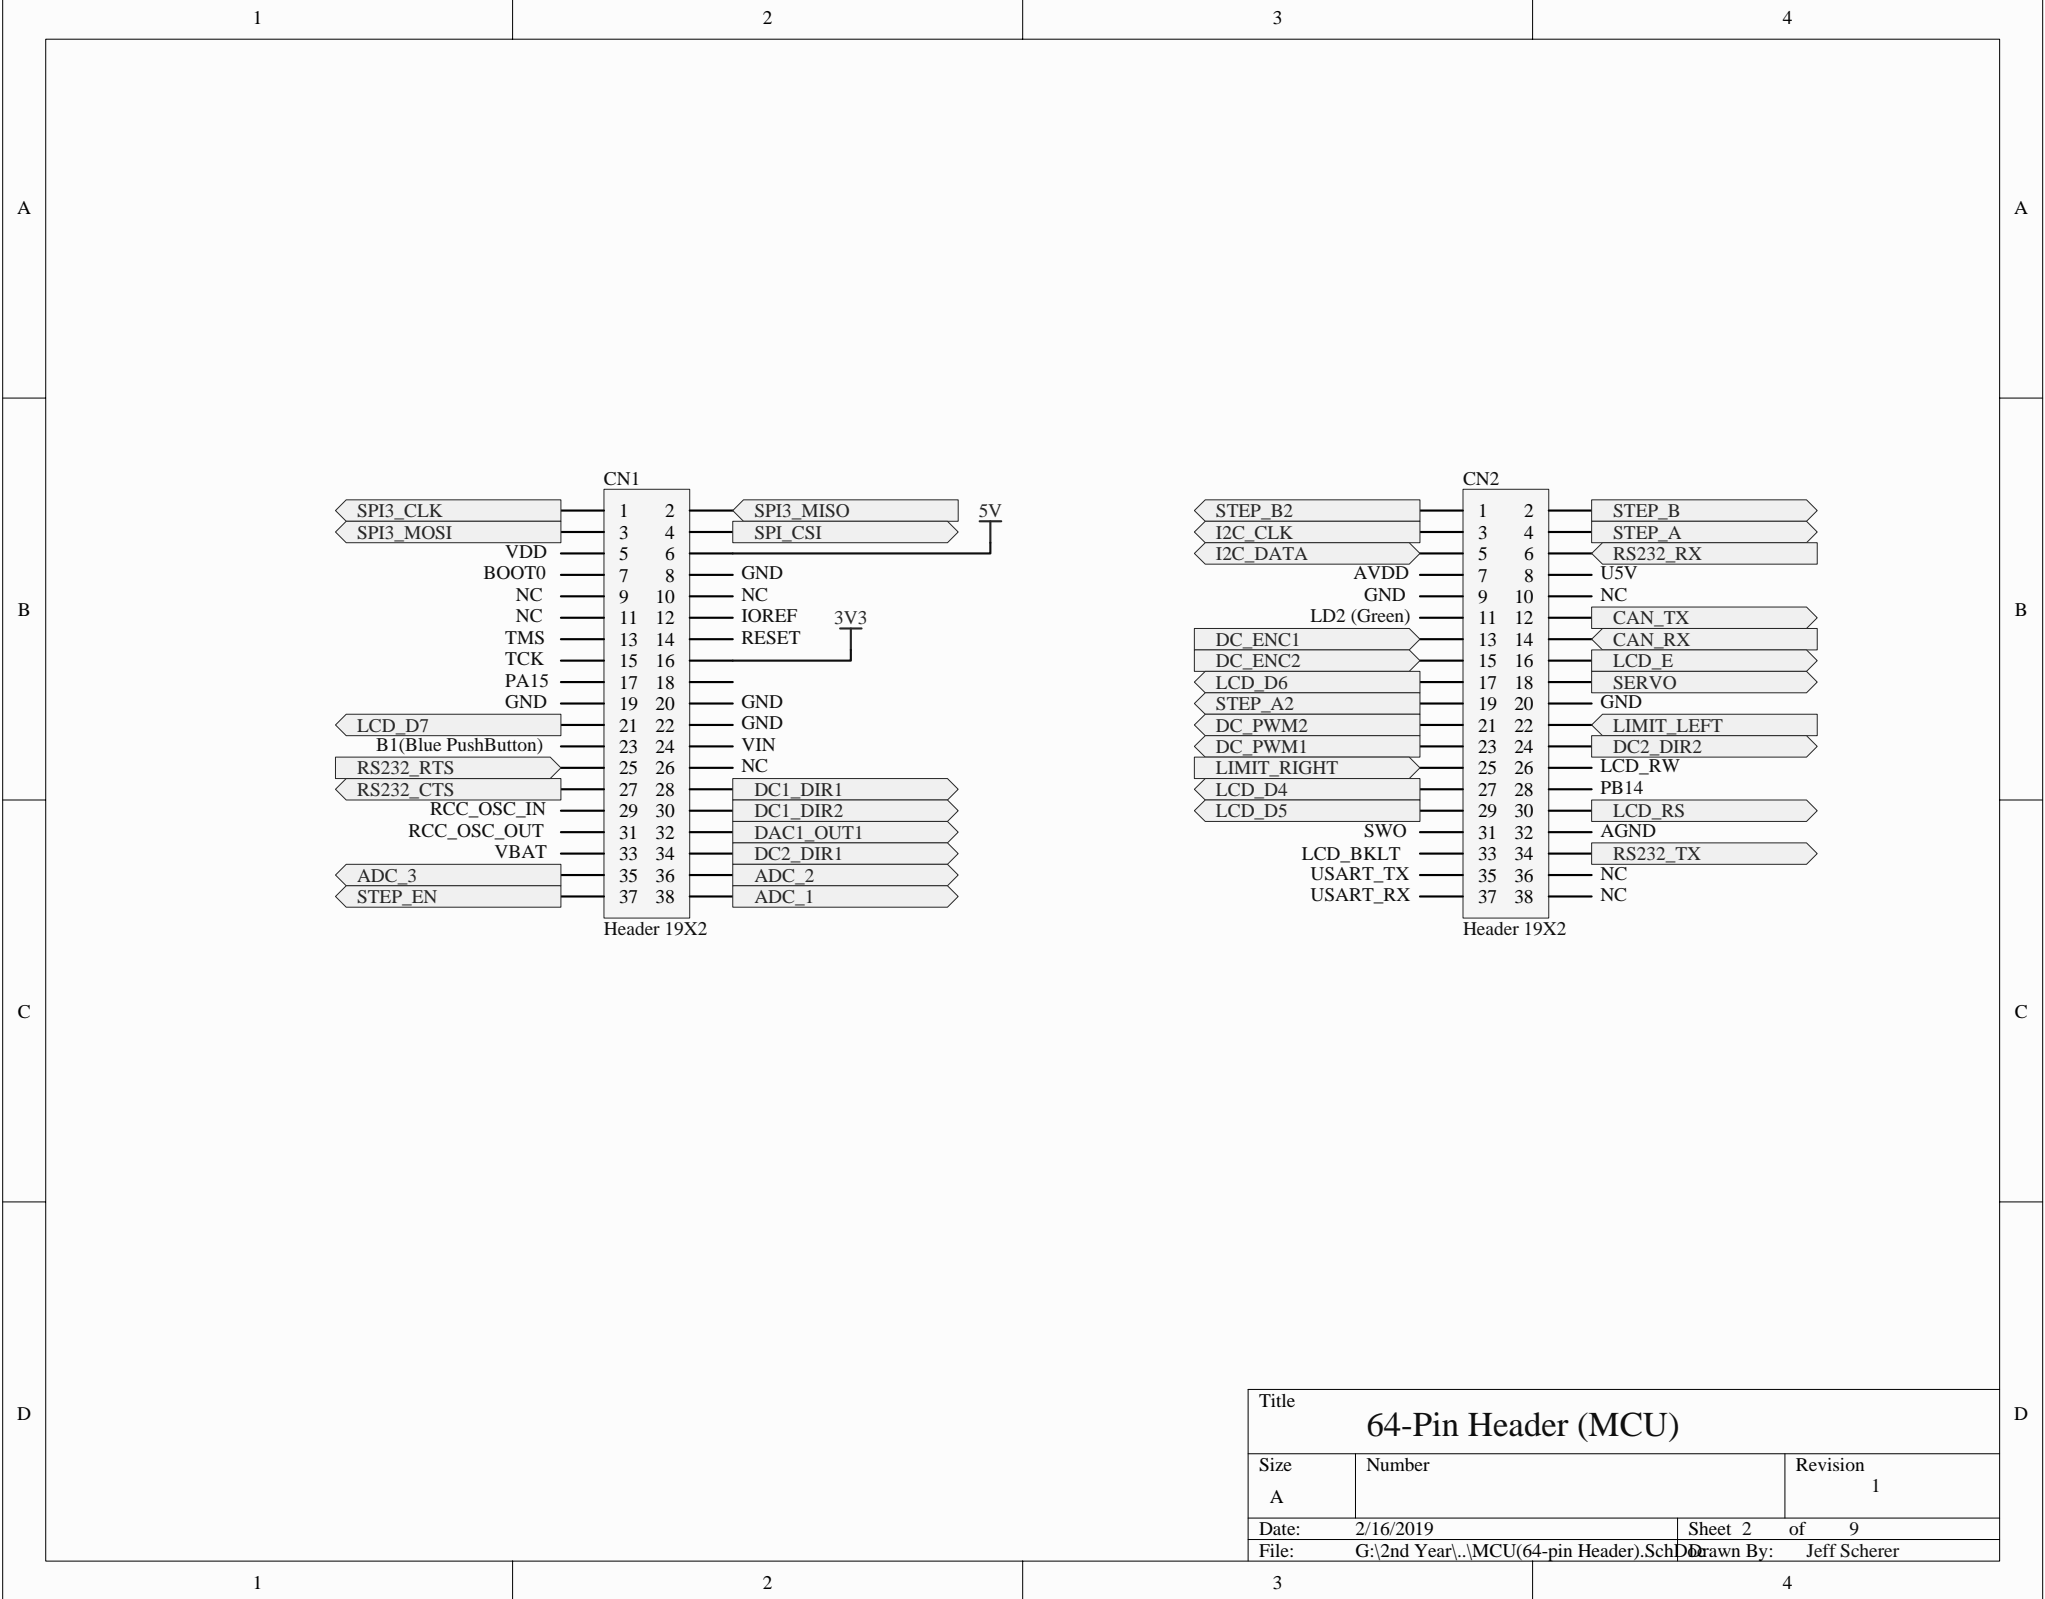 1 2 3 4
A A
B B
C C
D D
CN1
SPI3_CLK 1 2 SPI3_MISO 5V
SPI3_MOSI 3 4 SPI_CSI
VDD 5 6
BOOT0 7 8 GND
NC 9 10 NC
NC 11 12 IOREF 3V3
TMS 13 14 RESET
TCK 15 16
PA15 17 18
GND 19 20 GND
LCD_D7 21 22 GND
B1(Blue PushButton) 23 24 VIN
RS232_RTS 25 26 NC
RS232_CTS 27 28 DC1_DIR1
RCC_OSC_IN 29 30 DC1_DIR2
RCC_OSC_OUT 31 32 DAC1_OUT1
VBAT 33 34 DC2_DIR1
ADC_3 35 36 ADC_2
STEP_EN 37 38 ADC_1
Header 19X2
CN2
STEP_B2 1 2 STEP_B
I2C_CLK 3 4 STEP_A
I2C_DATA 5 6 RS232_RX
AVDD 7 8 U5V
GND 9 10 NC
LD2 (Green) 11 12 CAN_TX
DC_ENC1 13 14 CAN_RX
DC_ENC2 15 16 LCD_E
LCD_D6 17 18 SERVO
STEP_A2 19 20 GND
DC_PWM2 21 22 LIMIT_LEFT
DC_PWM1 23 24 DC2_DIR2
LIMIT_RIGHT 25 26 LCD_RW
LCD_D4 27 28 PB14
LCD_D5 29 30 LCD_RS
SWO 31 32 AGND
LCD_BKLT 33 34 RS232_TX
USART_TX 35 36 NC
USART_RX 37 38 NC
Header 19X2
Title
64-Pin Header (MCU)
Size Number Revision
A 1
Date: 2/16/2019 Sheet 2 of 9
File: G:\2nd Year\..\MCU(64-pin Header).SchDoc Drawn By: Jeff Scherer
1 2 3 4